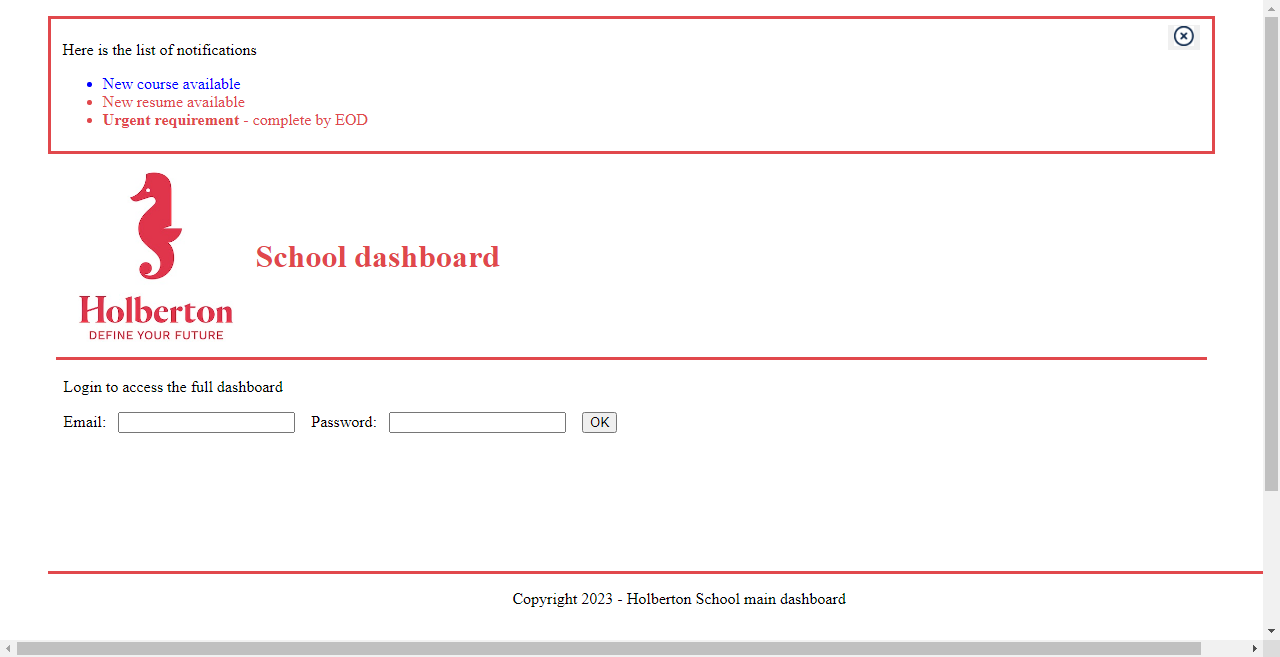 Here is the list of notifications
New course available
New resume available
Urgent requirement - complete by EOD
School dashboard
Holberton
DEFINE YOUR FUTURE
Login to access the full dashboard
Email: Password: OK
Copyright 2023 - Holberton School main dashboard